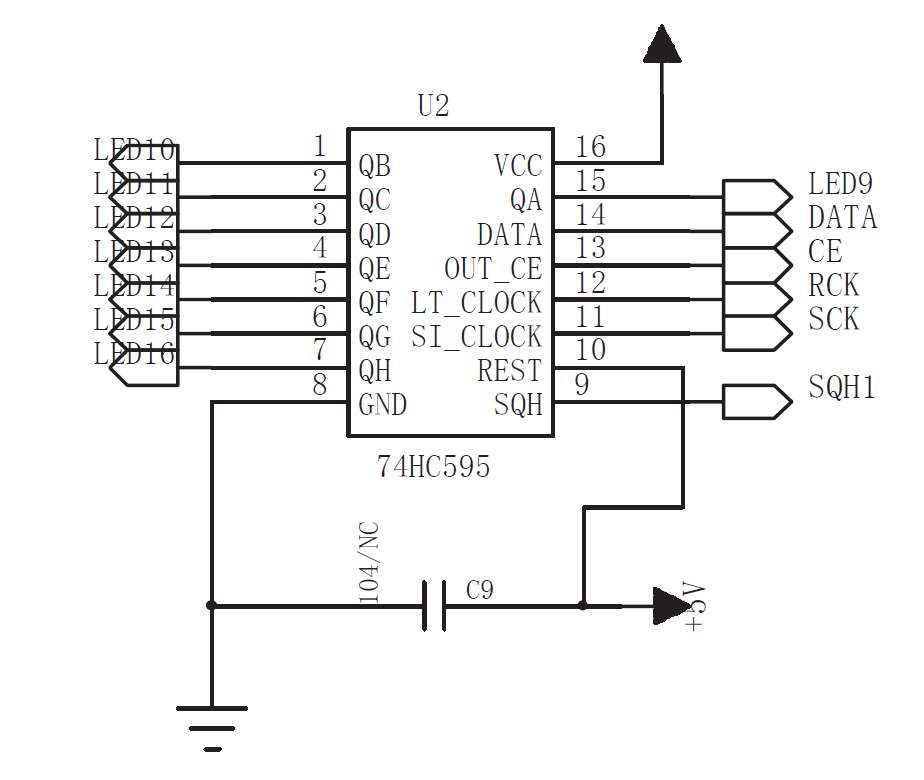 U2
LED10 1 QB VCC 16
LED11 2 QC QA 15 LED9
LED12 3 QD DATA 14 DATA
LED13 4 QE OUT_CE 13 CE
LED14 5 QF LT_CLOCK 12 RCK
LED15 6 QG SI_CLOCK 11 SCK
LED16 7 QH REST 10
8 GND SQH 9 SQH1
74HC595
104/NC
C9
+5V